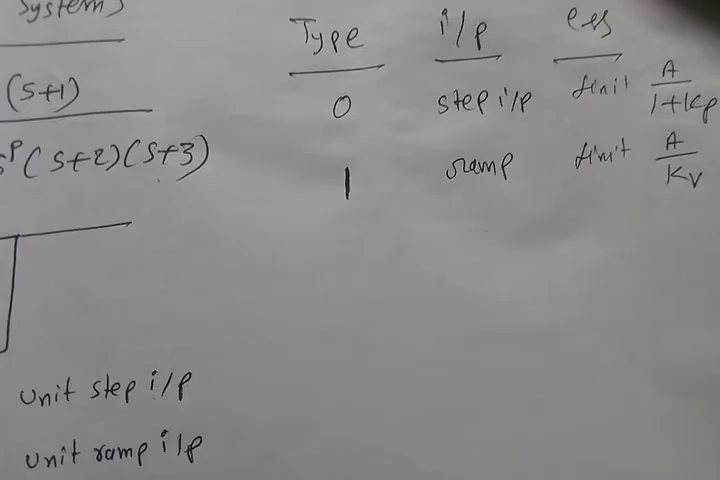 systems
Type i/p ess
(s+1)
0 step i/p finit A/1+Kp
s^p (s+2)(s+3)
1 ramp finit A/Kv
unit step i/p
unit ramp i/p